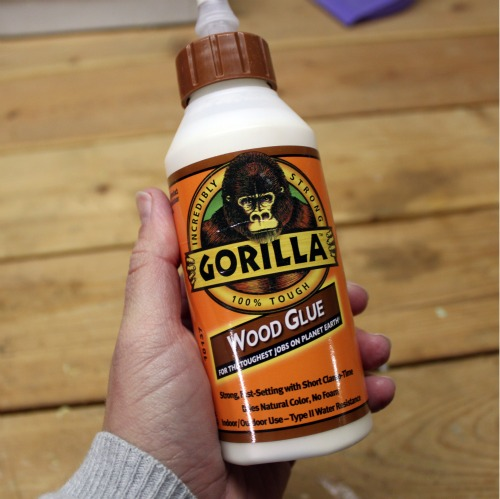 INCREDIBLY STRONG
GORILLA
100% TOUGH
WOOD GLUE
FOR THE TOUGHEST JOBS ON PLANET EARTH
Strong, Fast-Setting with Short Clamp Time
Dries Natural Color, No Foam
Indoor/Outdoor Use – Type II Water Resistance